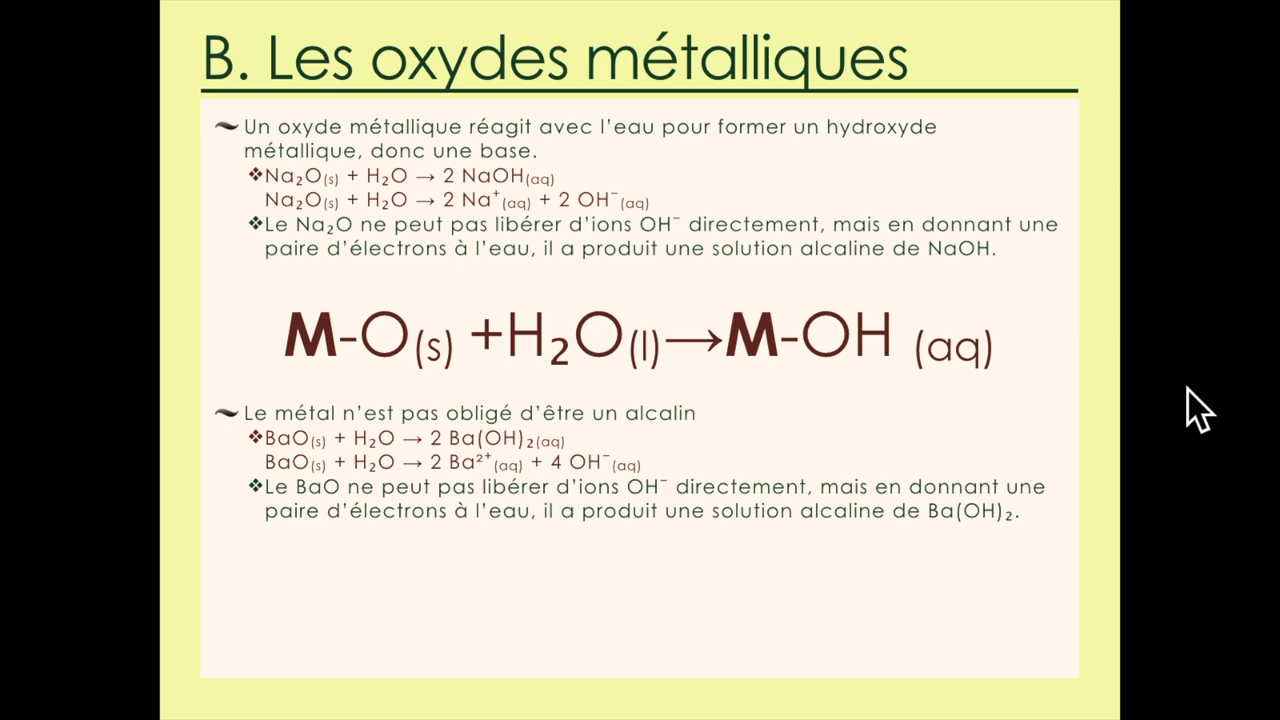 B. Les oxydes métalliques
Un oxyde métallique réagit avec l’eau pour former un hydroxyde
métallique, donc une base.
❖Na₂O(s) + H₂O → 2 NaOH(aq)
Na₂O(s) + H₂O → 2 Na⁺(aq) + 2 OH⁻(aq)
❖Le Na₂O ne peut pas libérer d’ions OH⁻ directement, mais en donnant une
paire d’électrons à l’eau, il a produit une solution alcaline de NaOH.
M-O(s) +H₂O(l)→M-OH (aq)
Le métal n’est pas obligé d’être un alcalin
❖BaO(s) + H₂O → 2 Ba(OH)₂(aq)
BaO(s) + H₂O → 2 Ba²⁺(aq) + 4 OH⁻(aq)
❖Le BaO ne peut pas libérer d’ions OH⁻ directement, mais en donnant une
paire d’électrons à l’eau, il a produit une solution alcaline de Ba(OH)₂.